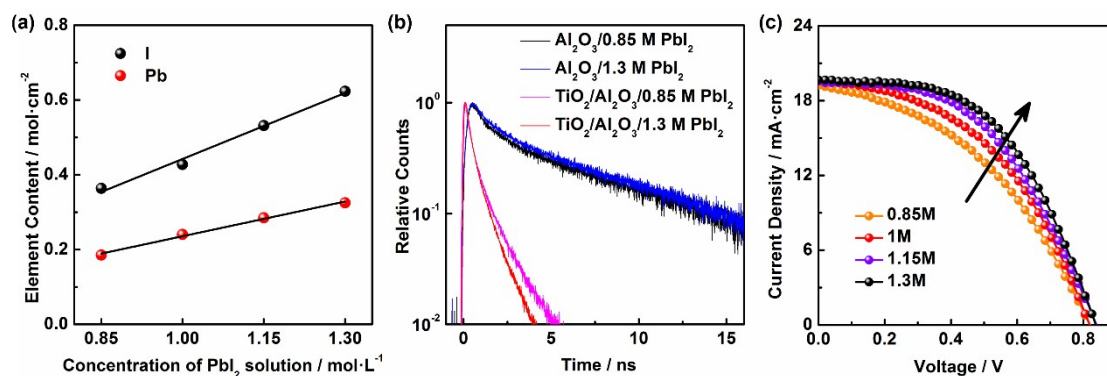 (a)
0.8
0.6
0.4
0.2
0.0
Element Content / mol·cm⁻²
I
Pb
0.85 1.00 1.15 1.30
Concentration of PbI₂ solution / mol·L⁻¹
(b)
Al₂O₃/0.85 M PbI₂
Al₂O₃/1.3 M PbI₂
TiO₂/Al₂O₃/0.85 M PbI₂
TiO₂/Al₂O₃/1.3 M PbI₂
10⁰
10⁻¹
10⁻²
Relative Counts
0 5 10 15
Time / ns
(c)
24
18
12
6
0
Current Density / mA·cm⁻²
0.85M
1M
1.15M
1.3M
0.0 0.2 0.4 0.6 0.8 1.0
Voltage / V